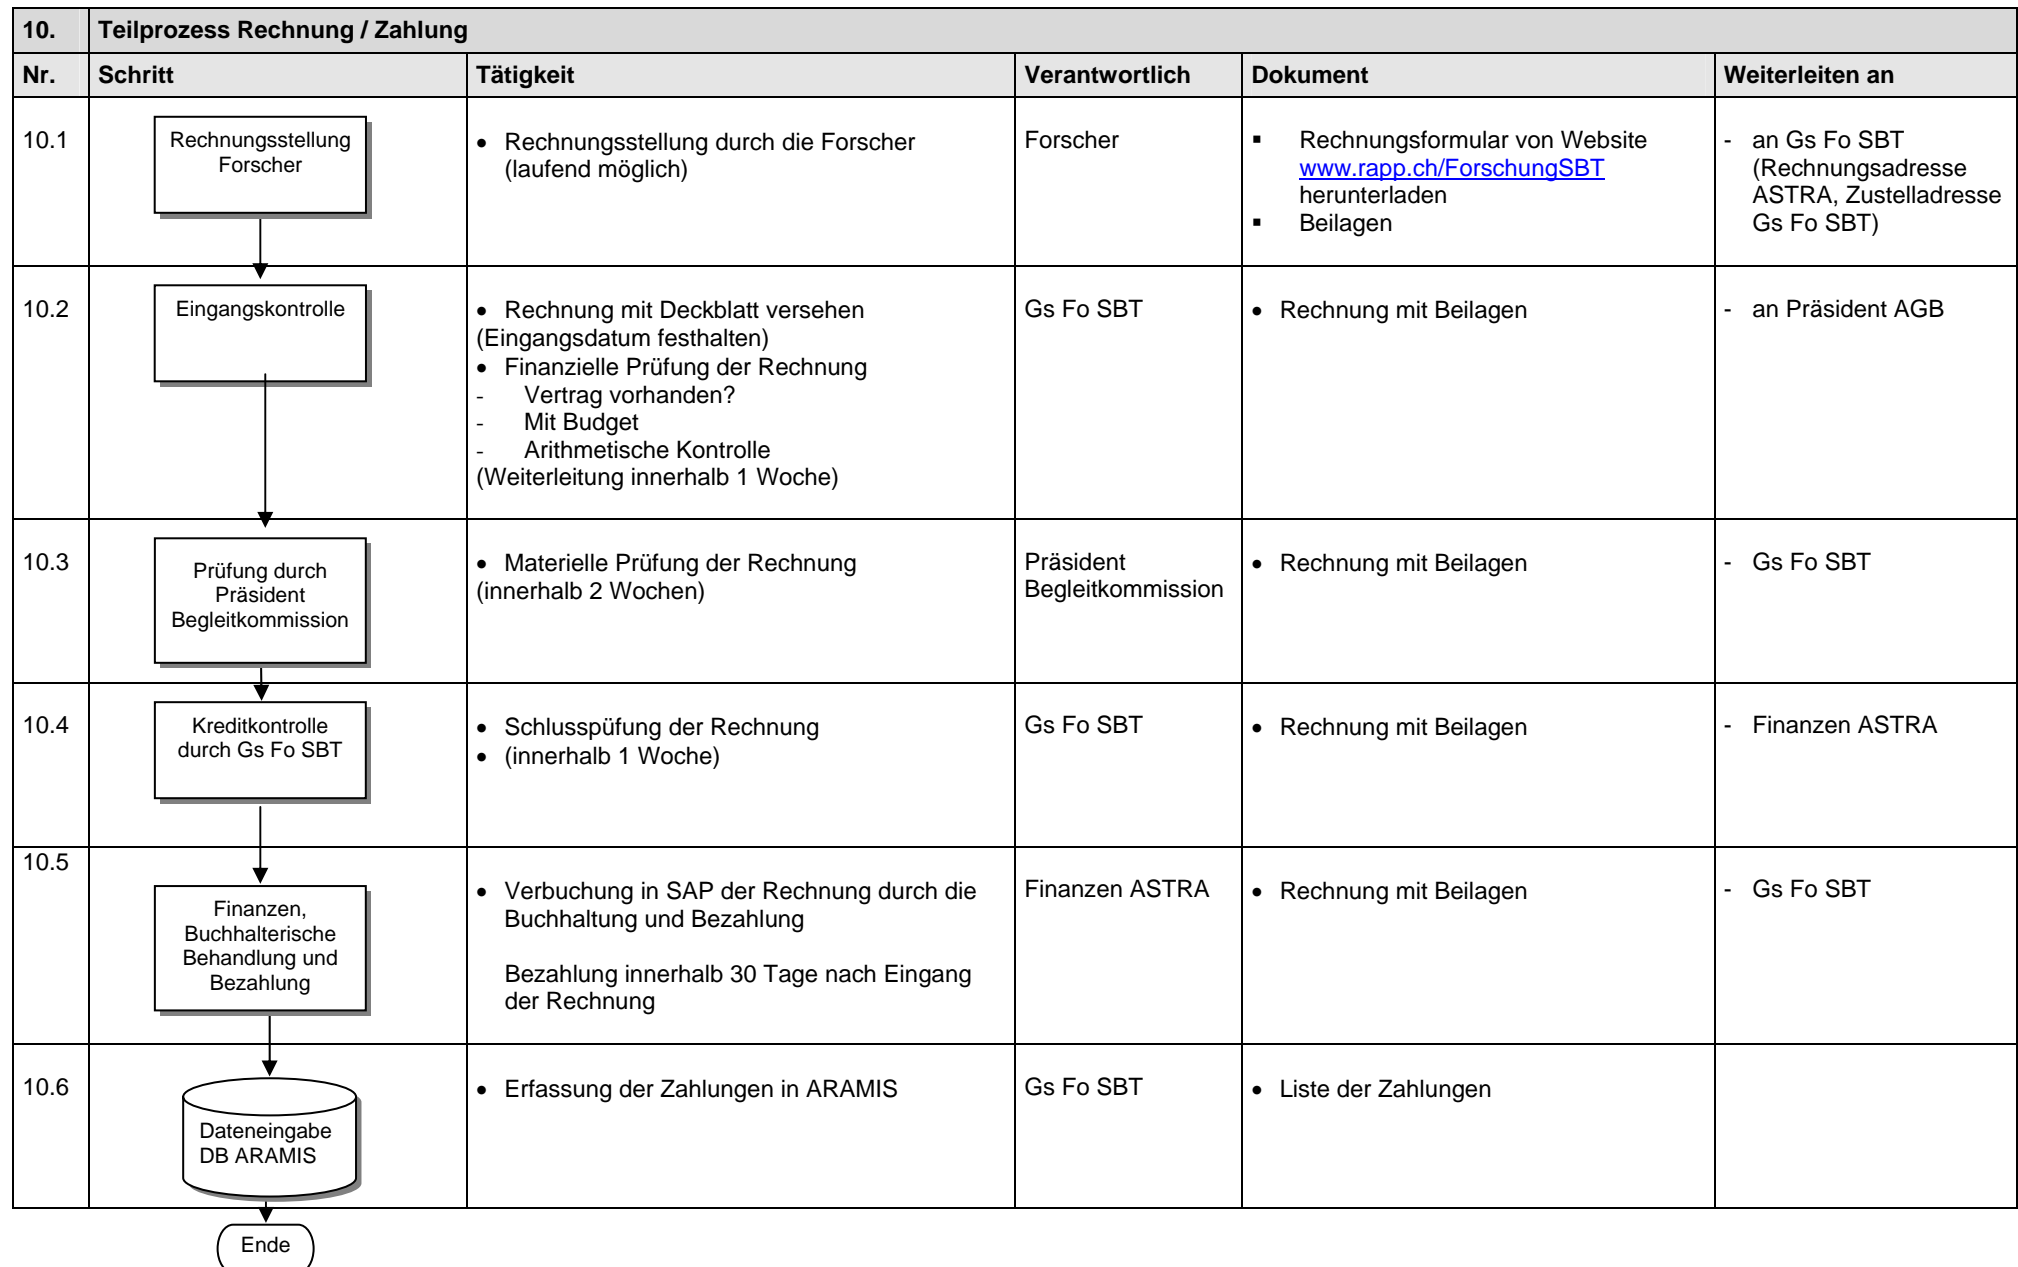 10. Teilprozess Rechnung / Zahlung
Nr. Schritt Tätigkeit Verantwortlich Dokument Weiterleiten an
10.1
Rechnungsstellung
Forscher
• Rechnungsstellung durch die Forscher
(laufend möglich)
Forscher
▪ Rechnungsformular von Website
www.rapp.ch/ForschungSBT
herunterladen
▪ Beilagen
- an Gs Fo SBT
(Rechnungsadresse
ASTRA, Zustelladresse
Gs Fo SBT)
10.2
Eingangskontrolle
• Rechnung mit Deckblatt versehen
(Eingangsdatum festhalten)
• Finanzielle Prüfung der Rechnung
- Vertrag vorhanden?
- Mit Budget
- Arithmetische Kontrolle
(Weiterleitung innerhalb 1 Woche)
Gs Fo SBT
• Rechnung mit Beilagen
- an Präsident AGB
10.3
Prüfung durch
Präsident
Begleitkommission
• Materielle Prüfung der Rechnung
(innerhalb 2 Wochen)
Präsident
Begleitkommission
• Rechnung mit Beilagen
- Gs Fo SBT
10.4
Kreditkontrolle
durch Gs Fo SBT
• Schlusspüfung der Rechnung
• (innerhalb 1 Woche)
Gs Fo SBT
• Rechnung mit Beilagen
- Finanzen ASTRA
10.5
Finanzen,
Buchhalterische
Behandlung und
Bezahlung
• Verbuchung in SAP der Rechnung durch die
Buchhaltung und Bezahlung
Bezahlung innerhalb 30 Tage nach Eingang
der Rechnung
Finanzen ASTRA
• Rechnung mit Beilagen
- Gs Fo SBT
10.6
Dateneingabe
DB ARAMIS
• Erfassung der Zahlungen in ARAMIS
Gs Fo SBT
• Liste der Zahlungen
Ende